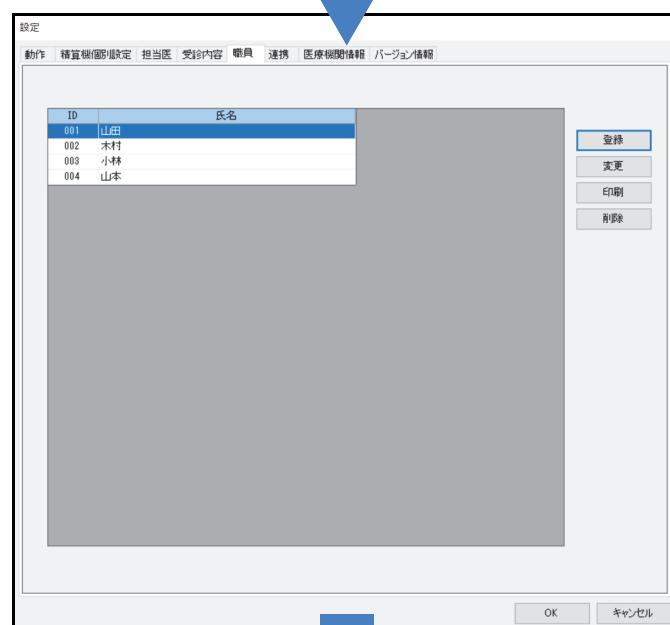 設定
動作 精算機個別設定 担当医 受診内容 職員 連携 医療機関情報 バージョン情報
ID 氏名
001 山田
002 木村
003 小林
004 山本
登録
変更
印刷
削除
OK キャンセル